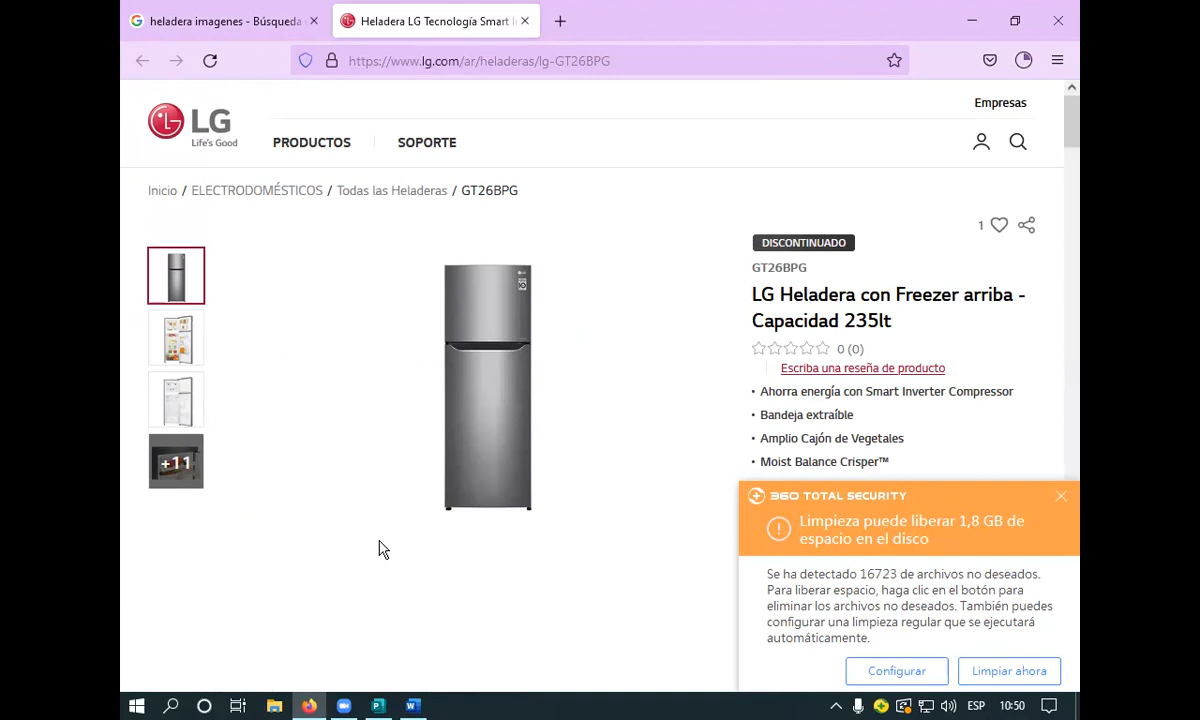 heladera imagenes - Búsqueda
Heladera LG Tecnología Smart I
https://www.lg.com/ar/heladeras/lg-GT26BPG
Empresas
LG
Life's Good
PRODUCTOS
SOPORTE
Inicio / ELECTRODOMÉSTICOS / Todas las Heladeras / GT26BPG
1
DISCONTINUADO
GT26BPG
LG Heladera con Freezer arriba -
Capacidad 235lt
0 (0)
Escriba una reseña de producto
• Ahorra energía con Smart Inverter Compressor
• Bandeja extraíble
• Amplio Cajón de Vegetales
• Moist Balance Crisper™
+11
360 TOTAL SECURITY
Limpieza puede liberar 1,8 GB de
espacio en el disco
Se ha detectado 16723 de archivos no deseados.
Para liberar espacio, haga clic en el botón para
eliminar los archivos no deseados. También puedes
configurar una limpieza regular que se ejecutará
automáticamente.
Configurar
Limpiar ahora
ESP
10:50